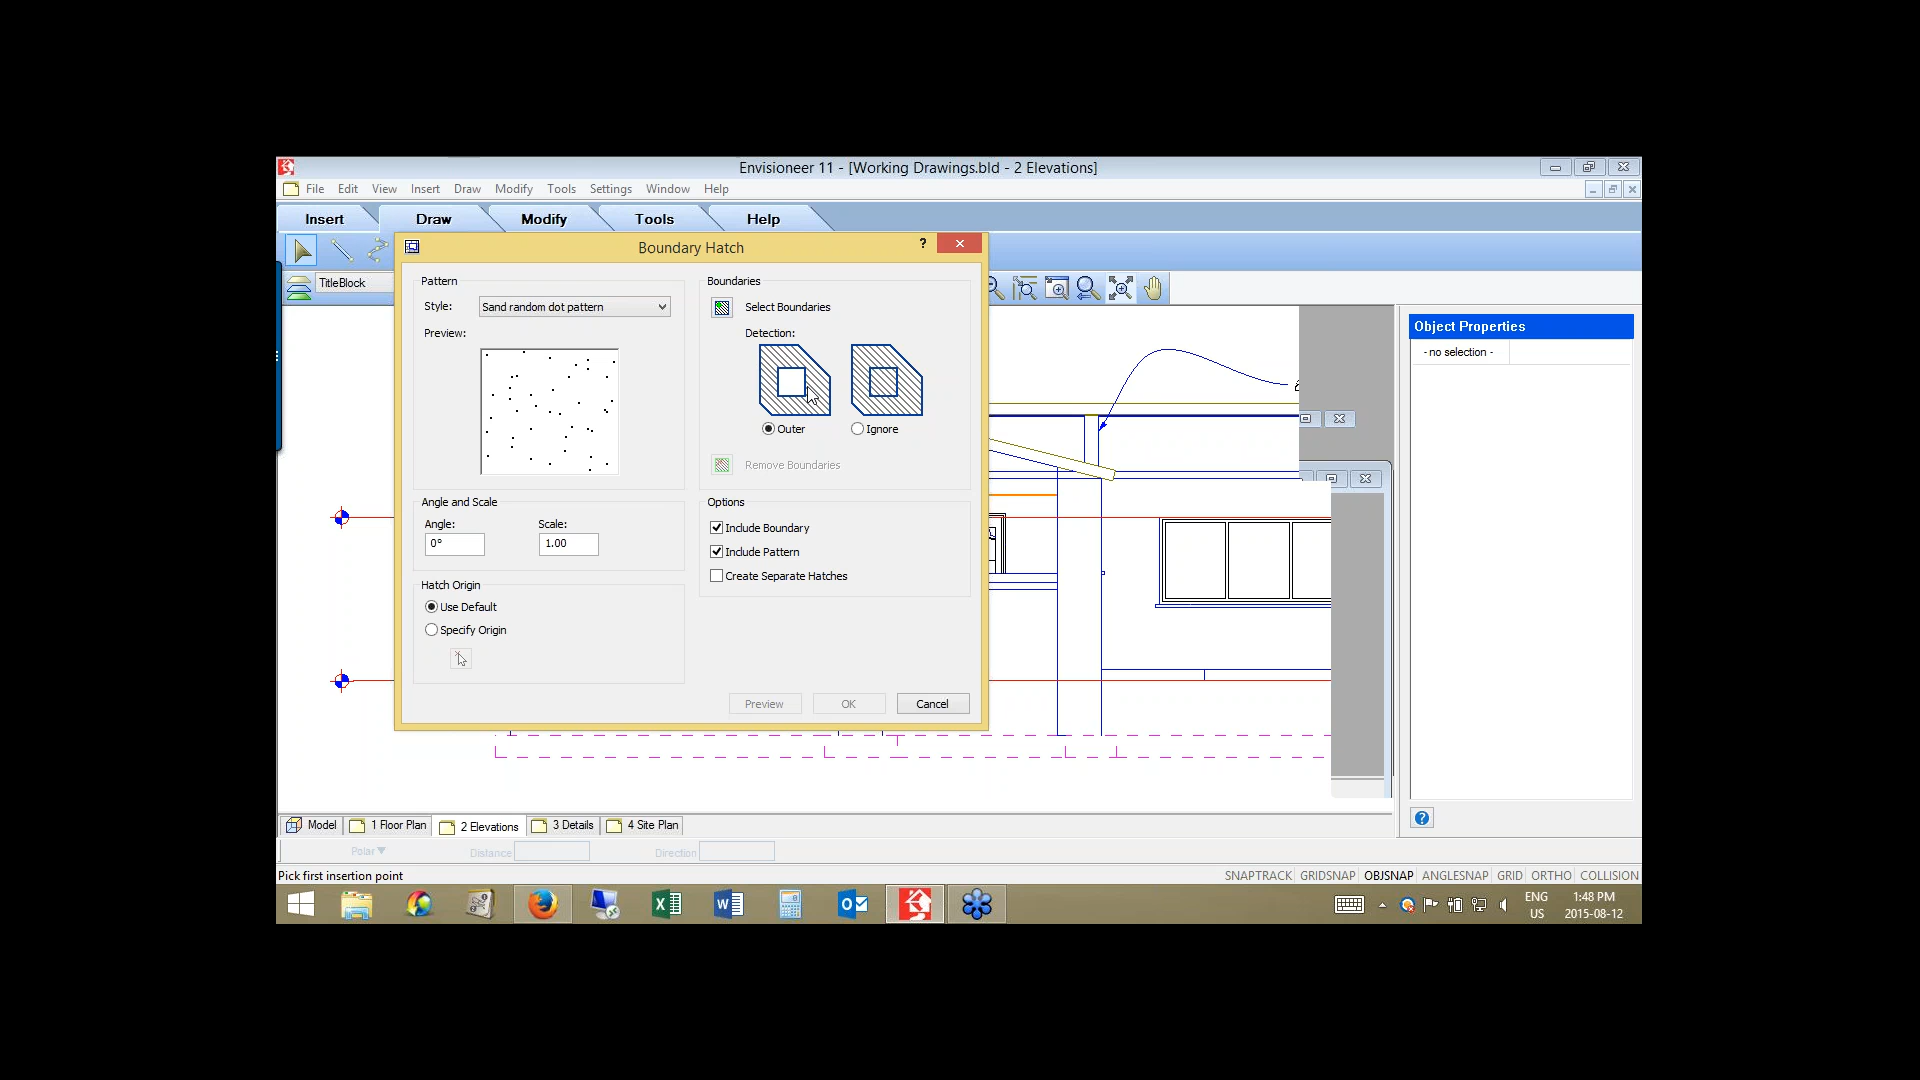 Envisioneer 11 - [Working Drawings.bld - 2 Elevations]
File Edit View Insert Draw Modify Tools Settings Window Help
Insert Draw Modify Tools Help
TitleBlock
Boundary Hatch
?
Pattern
Style: Sand random dot pattern
Preview:
Angle and Scale
Angle: Scale:
0° 1.00
Hatch Origin
Use Default
Specify Origin
Boundaries
Select Boundaries
Detection:
Outer Ignore
Remove Boundaries
Options
Include Boundary
Include Pattern
Create Separate Hatches
Preview OK Cancel
Object Properties
- no selection -
Model 1 Floor Plan 2 Elevations 3 Details 4 Site Plan
Polar Distance Direction
Pick first insertion point
SNAPTRACK GRIDSNAP OBJSNAP ANGLESNAP GRID ORTHO COLLISION
ENG 1:48 PM
US 2015-08-12